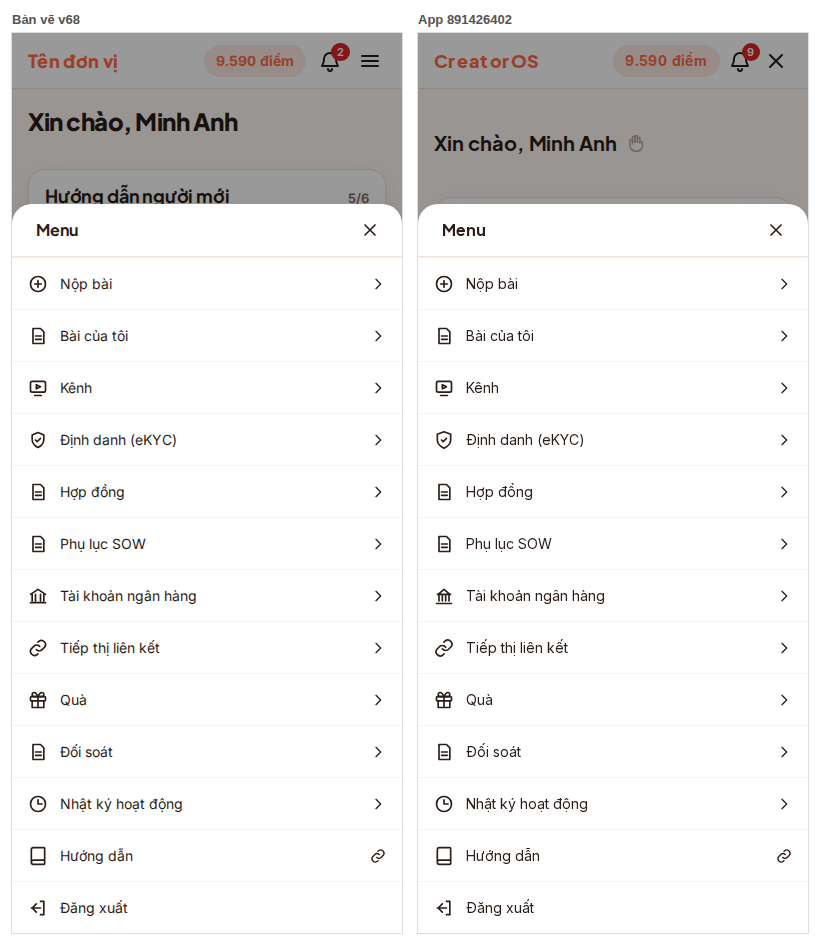 Bản vẽ v68
Tên đơn vị
9.590 điểm
2
Xin chào, Minh Anh
Hướng dẫn người mới
5/6
Menu
Nộp bài
Bài của tôi
Kênh
Định danh (eKYC)
Hợp đồng
Phụ lục SOW
Tài khoản ngân hàng
Tiếp thị liên kết
Quà
Đối soát
Nhật ký hoạt động
Hướng dẫn
Đăng xuất
App 891426402
CreatorOS
9.590 điểm
9
Xin chào, Minh Anh
Menu
Nộp bài
Bài của tôi
Kênh
Định danh (eKYC)
Hợp đồng
Phụ lục SOW
Tài khoản ngân hàng
Tiếp thị liên kết
Quà
Đối soát
Nhật ký hoạt động
Hướng dẫn
Đăng xuất